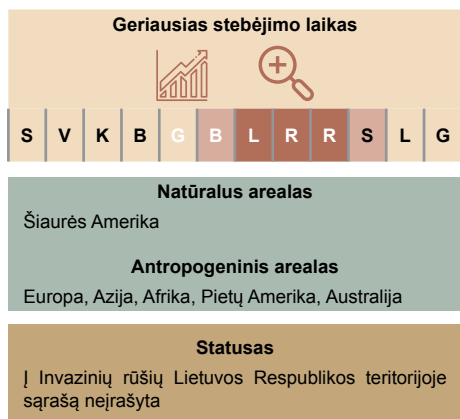 Geriausias stebėjimo laikas
S V K B G B L R R S L G
Natūralus arealas
Šiaurės Amerika
Antropogeninis arealas
Europa, Azija, Afrika, Pietų Amerika, Australija
Statusas
Į Invazinių rūšių Lietuvos Respublikos teritorijoje
sąrašą neįrašyta